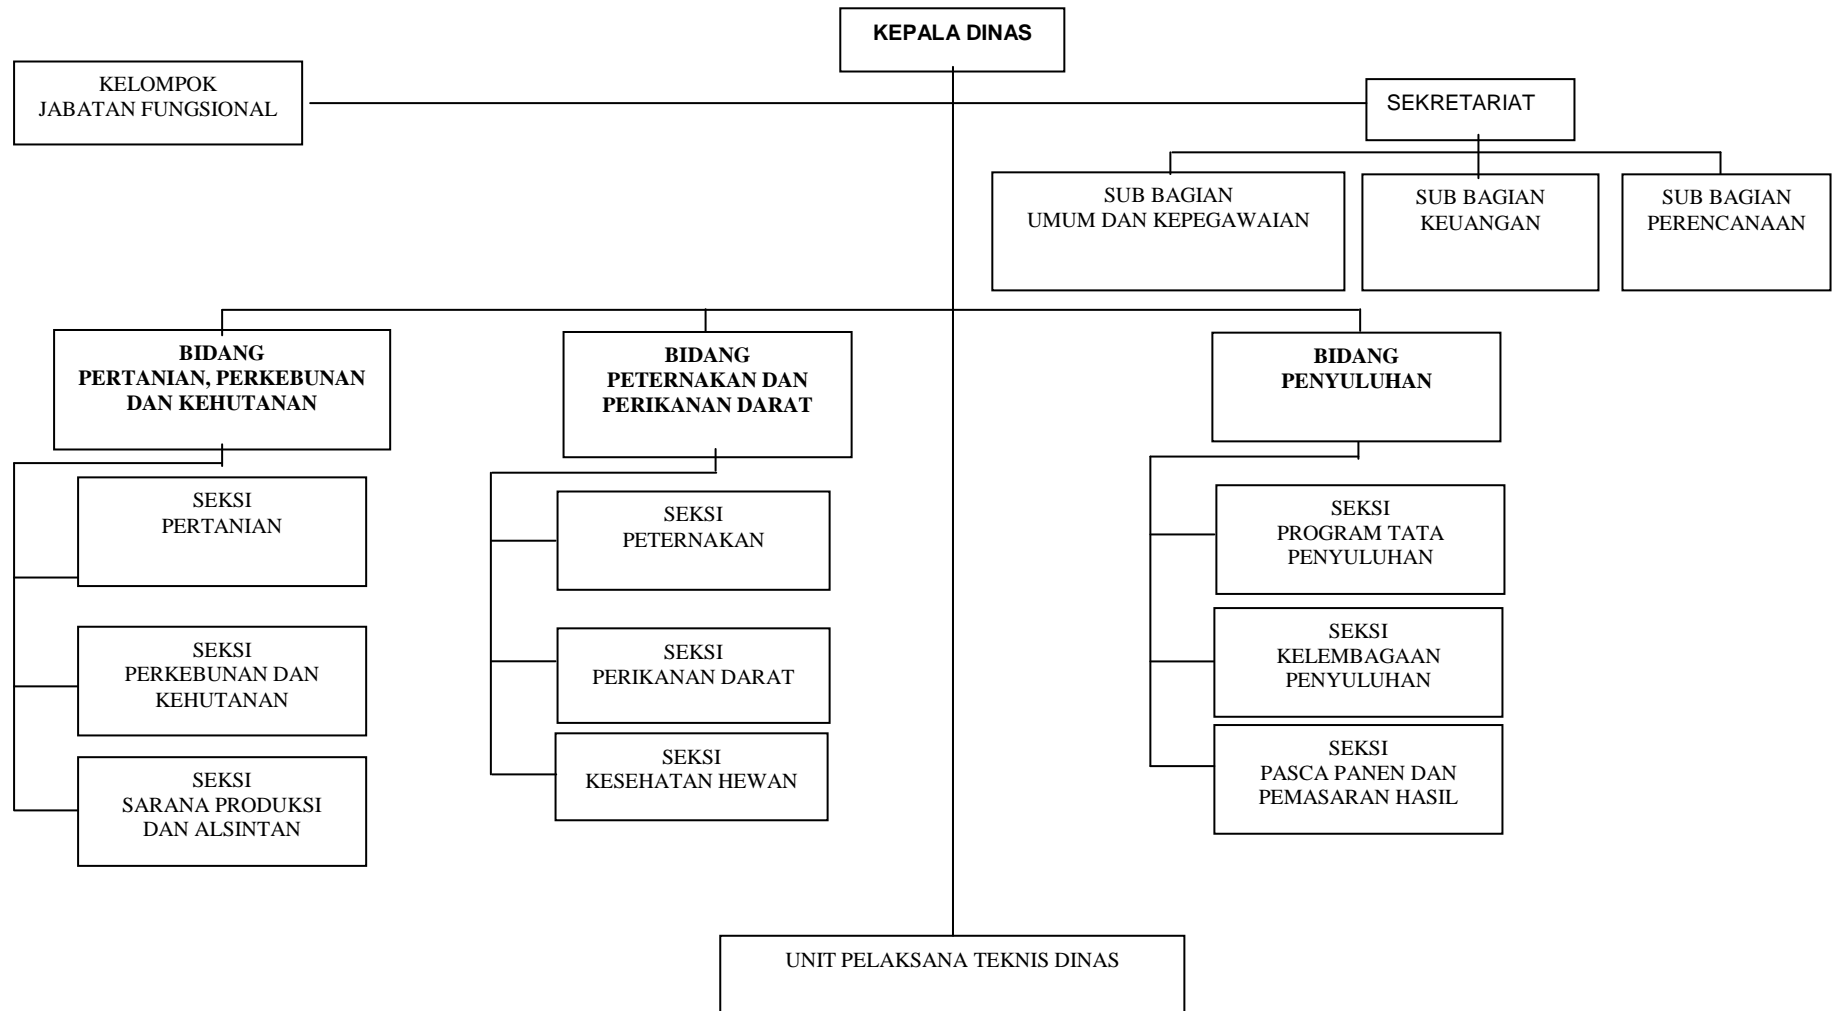 KEPALA DINAS
KELOMPOK
JABATAN FUNGSIONAL
SEKRETARIAT
SUB BAGIAN
UMUM DAN KEPEGAWAIAN
SUB BAGIAN
KEUANGAN
SUB BAGIAN
PERENCANAAN
BIDANG
PERTANIAN, PERKEBUNAN
DAN KEHUTANAN
BIDANG
PETERNAKAN DAN
PERIKANAN DARAT
BIDANG
PENYULUHAN
SEKSI
PERTANIAN
SEKSI
PERKEBUNAN DAN
KEHUTANAN
SEKSI
SARANA PRODUKSI
DAN ALSINTAN
SEKSI
PETERNAKAN
SEKSI
PERIKANAN DARAT
SEKSI
KESEHATAN HEWAN
SEKSI
PROGRAM TATA
PENYULUHAN
SEKSI
KELEMBAGAAN
PENYULUHAN
SEKSI
PASCA PANEN DAN
PEMASARAN HASIL
UNIT PELAKSANA TEKNIS DINAS